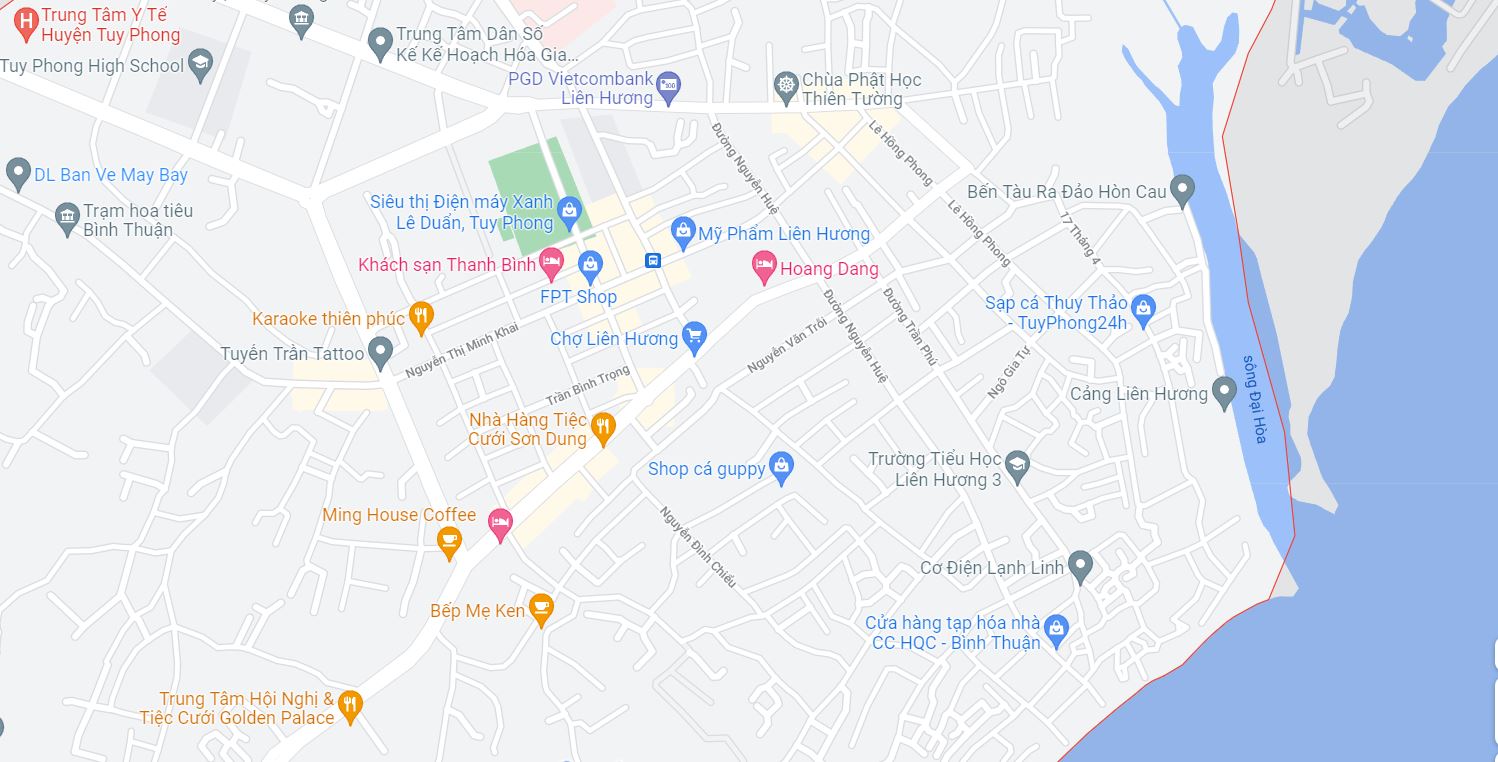 Trung Tâm Y Tế
Huyện Tuy Phong
Trung Tâm Dân Số
Kế Kế Hoạch Hóa Gia...
Tuy Phong High School
PGD Vietcombank
Liên Hương
Chùa Phật Học
Thiên Tường
Đường Nguyễn Huệ
Lê Hồng Phong
DL Ban Ve May Bay
Trạm hoa tiêu
Bình Thuận
Siêu thị Điện máy Xanh
Lê Duẩn, Tuy Phong
Bến Tàu Ra Đảo Hòn Cau
Lê Hồng Phong
17 Tháng 4
Mỹ Phẩm Liên Hương
Khách sạn Thanh Bình
Hoang Dang
FPT Shop
Karaoke thiên phúc
Sạp cá Thuy Thảo
- TuyPhong24h
Đường Trần Phú
Đường Nguyễn Huệ
Chợ Liên Hương
Nguyễn Văn Trỗi
Tuyến Trần Tattoo
Nguyễn Thị Minh Khai
Ngô Gia Tự
Trần Bình Trọng
Cảng Liên Hương
sông Đại Hòa
Nhà Hàng Tiệc
Cưới Sơn Dung
Shop cá guppy
Trường Tiểu Học
Liên Hương 3
Ming House Coffee
Nguyễn Đình Chiểu
Cơ Điện Lạnh Linh
Bếp Mẹ Ken
Cửa hàng tạp hóa nhà
CC HQC - Bình Thuận
Trung Tâm Hội Nghị &
Tiệc Cưới Golden Palace